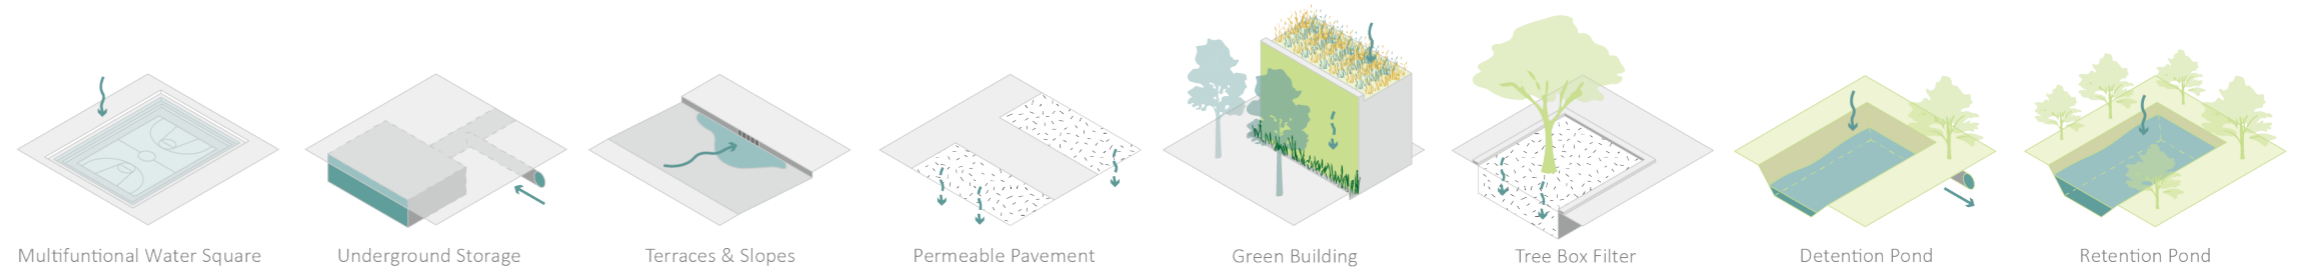 Multifuntional Water Square
Underground Storage
Terraces & Slopes
Permeable Pavement
Green Building
Tree Box Filter
Detention Pond
Retention Pond